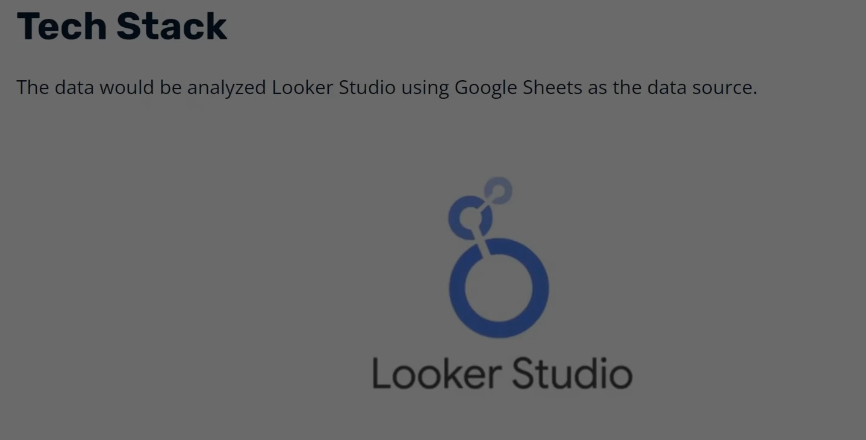 Tech Stack
The data would be analyzed Looker Studio using Google Sheets as the data source.
Looker Studio